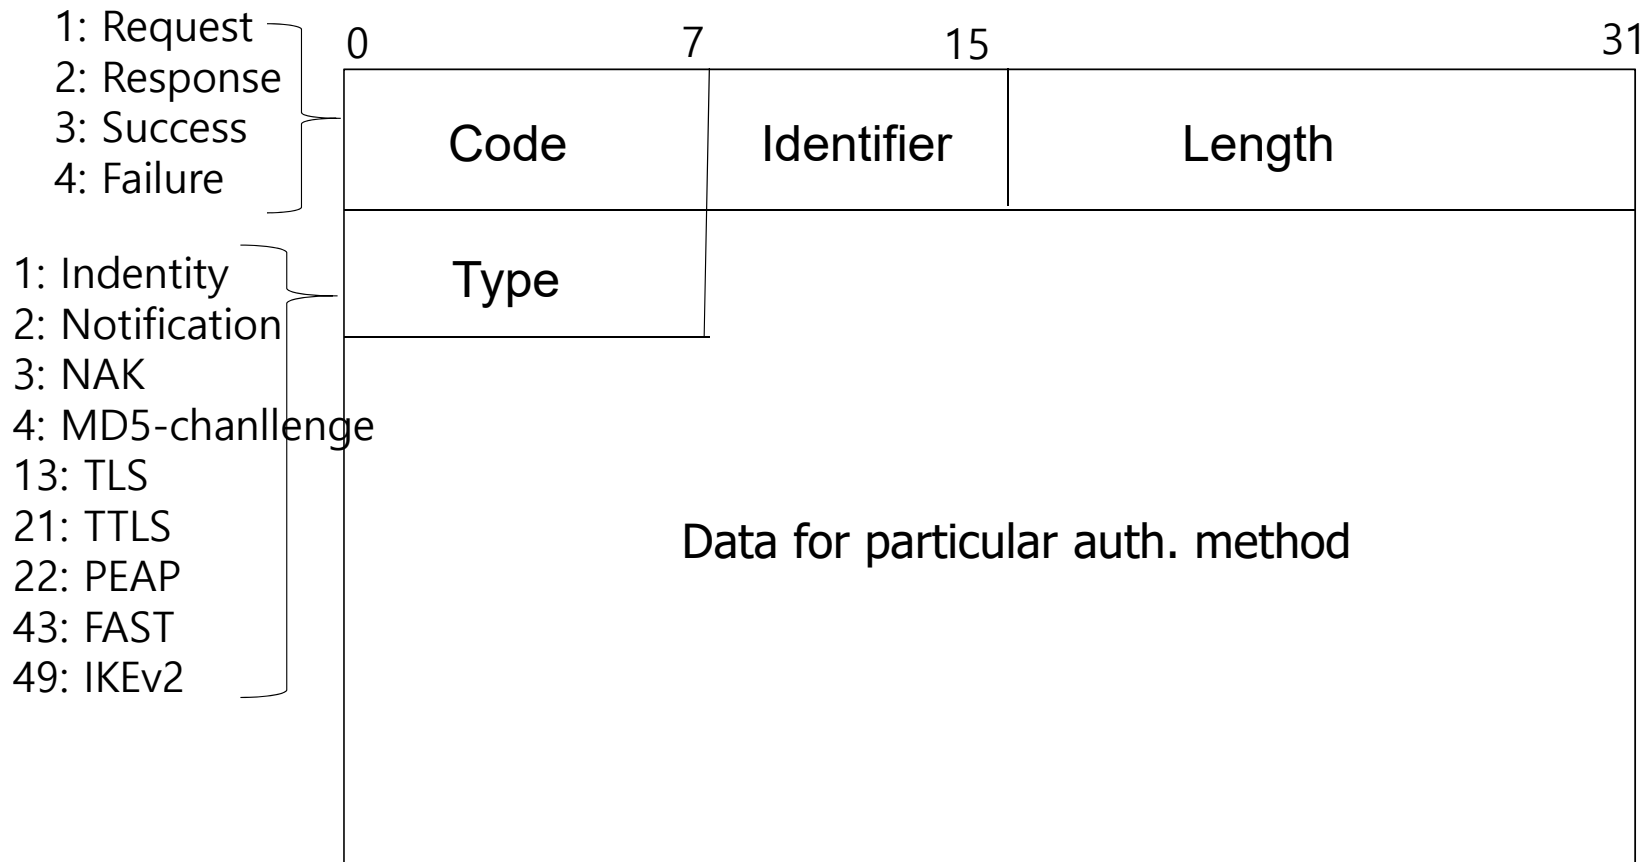 1: Request
2: Response
3: Success
4: Failure
0 7 15 31
Code Identifier Length
1: Indentity
2: Notification
3: NAK
4: MD5-chanllenge
13: TLS
21: TTLS
22: PEAP
43: FAST
49: IKEv2
Type
Data for particular auth. method